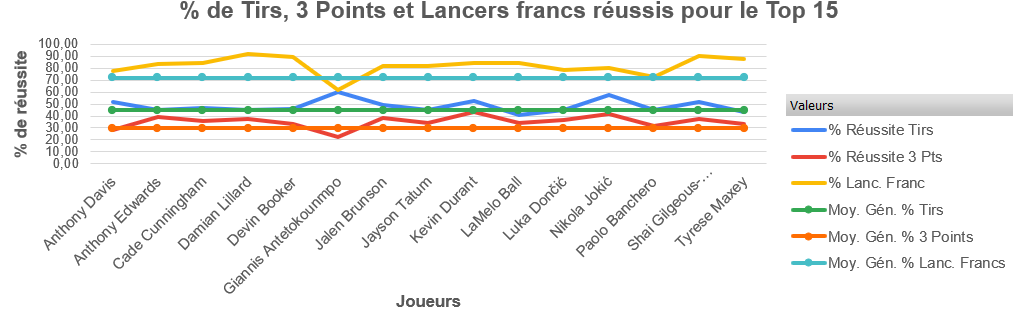 % de Tirs, 3 Points et Lancers francs réussis pour le Top 15
% de réussite
100,00
90,00
80,00
70,00
60,00
50,00
40,00
30,00
20,00
10,00
0,00
Anthony Davis
Anthony Edwards
Cade Cunningham
Damian Lillard
Devin Booker
Giannis Antetokounmpo
Jalen Brunson
Jayson Tatum
Kevin Durant
LaMelo Ball
Luka Dončić
Nikola Jokić
Paolo Banchero
Shai Gilgeous-…
Tyrese Maxey
Joueurs
Valeurs
% Réussite Tirs
% Réussite 3 Pts
% Lanc. Franc
Moy. Gén. % Tirs
Moy. Gén. % 3 Points
Moy. Gén. % Lanc. Francs